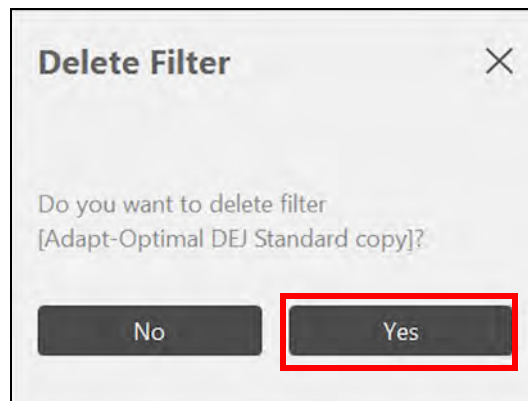 Delete Filter
Do you want to delete filter
[Adapt-Optimal DEJ Standard copy]?
No
Yes